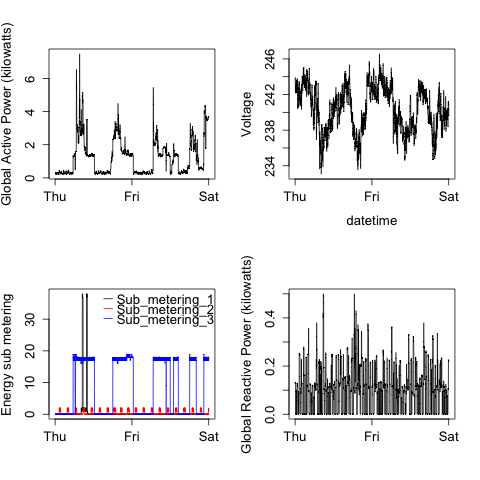 Global Active Power (kilowatts)
6
4
2
0
Thu
Fri
Sat
Voltage
246
242
238
234
Thu
Fri
Sat
datetime
Energy sub metering
30
20
10
0
Sub_metering_1
Sub_metering_2
Sub_metering_3
Thu
Fri
Sat
Global Reactive Power (kilowatts)
0.4
0.2
0.0
Thu
Fri
Sat